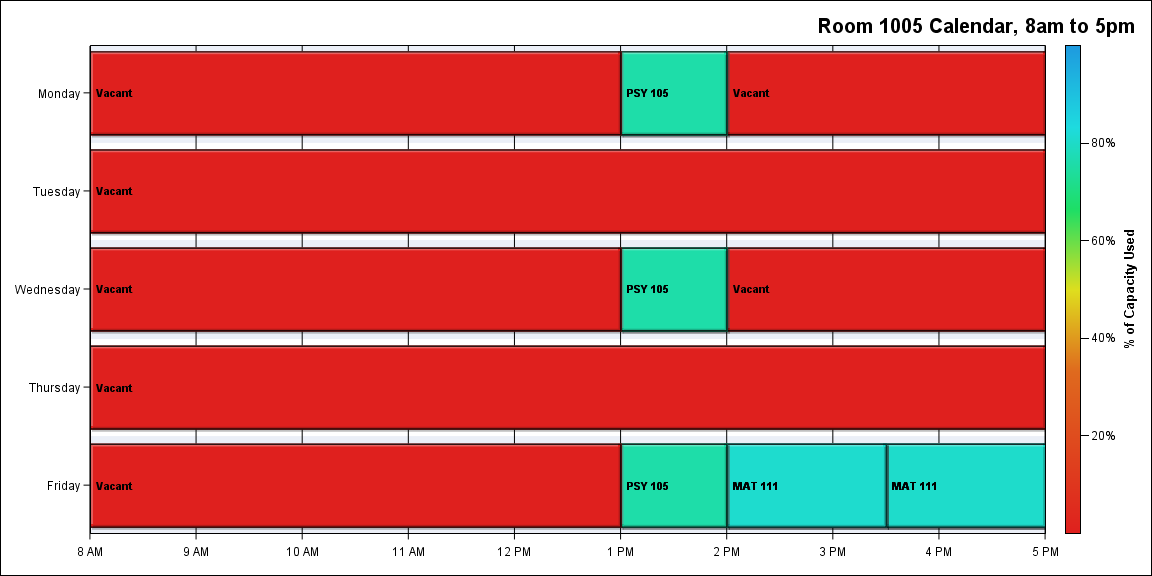 Room 1005 Calendar, 8am to 5pm
Monday
Vacant
PSY 105
Vacant
Tuesday
Vacant
Wednesday
Vacant
PSY 105
Vacant
Thursday
Vacant
Friday
Vacant
PSY 105
MAT 111
MAT 111
8 AM
9 AM
10 AM
11 AM
12 PM
1 PM
2 PM
3 PM
4 PM
5 PM
80%
60%
40%
20%
% of Capacity Used